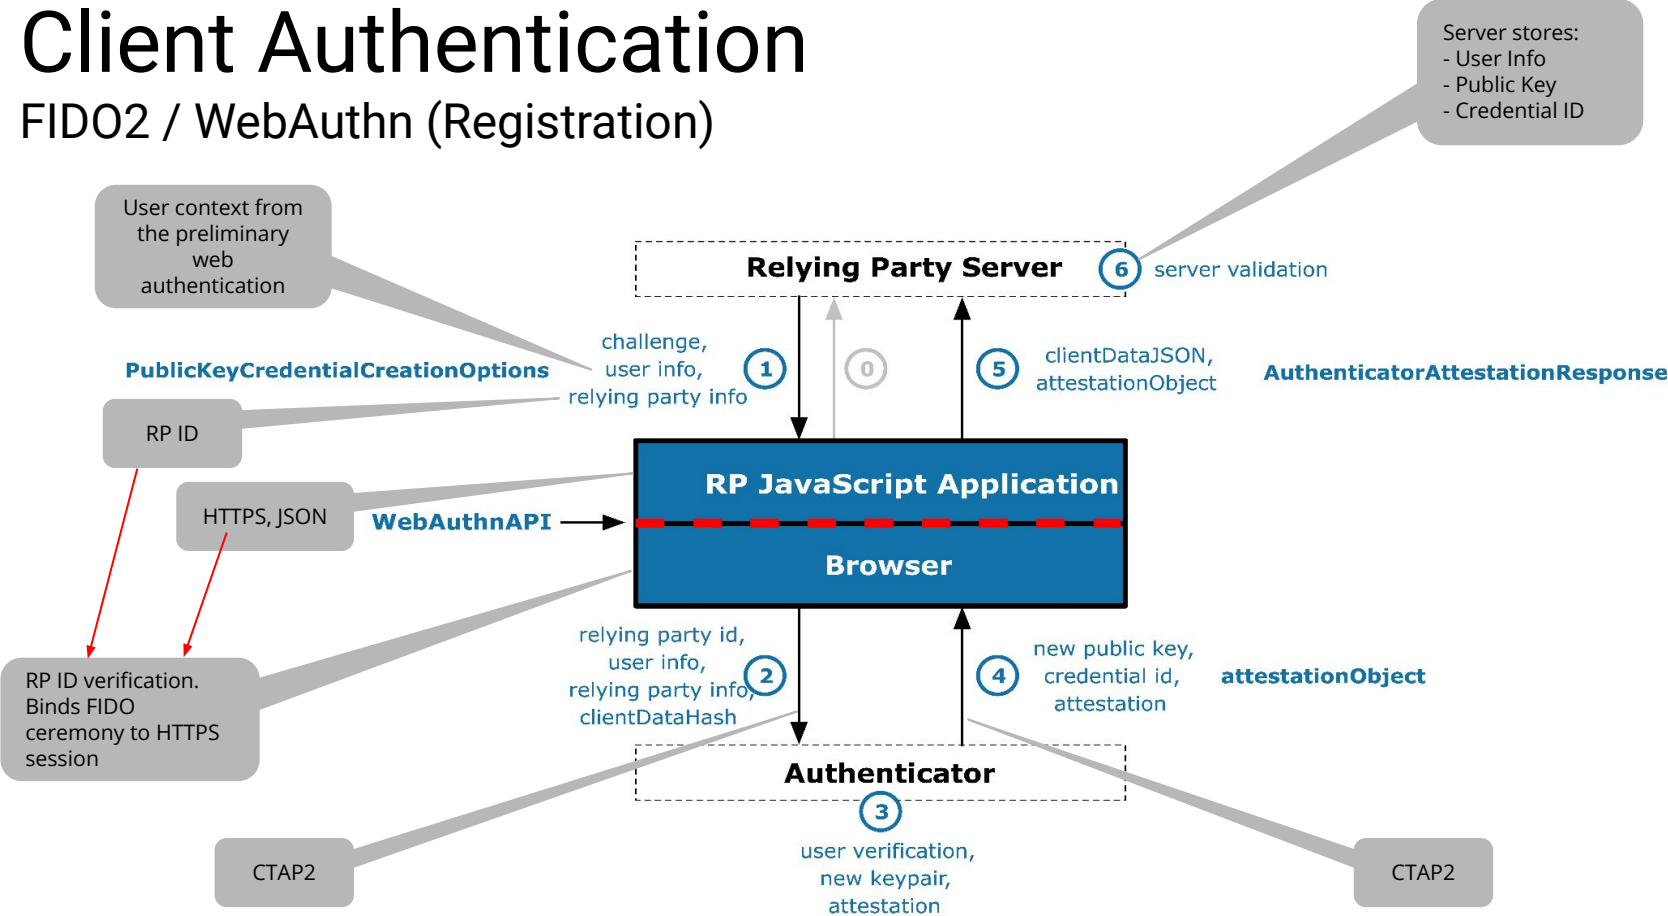 Client Authentication
FIDO2 / WebAuthn (Registration)
Server stores:
- User Info
- Public Key
- Credential ID
User context from
the preliminary
web
authentication
Relying Party Server
6
server validation
challenge,
user info,
relying party info
1
0
5
clientDataJSON,
attestationObject
PublicKeyCredentialCreationOptions
AuthenticatorAttestationResponse
RP ID
HTTPS, JSON
WebAuthnAPI
RP JavaScript Application
Browser
relying party id,
user info,
relying party info,
clientDataHash
2
4
new public key,
credential id,
attestation
attestationObject
RP ID verification.
Binds FIDO
ceremony to HTTPS
session
Authenticator
3
user verification,
new keypair,
attestation
CTAP2
CTAP2